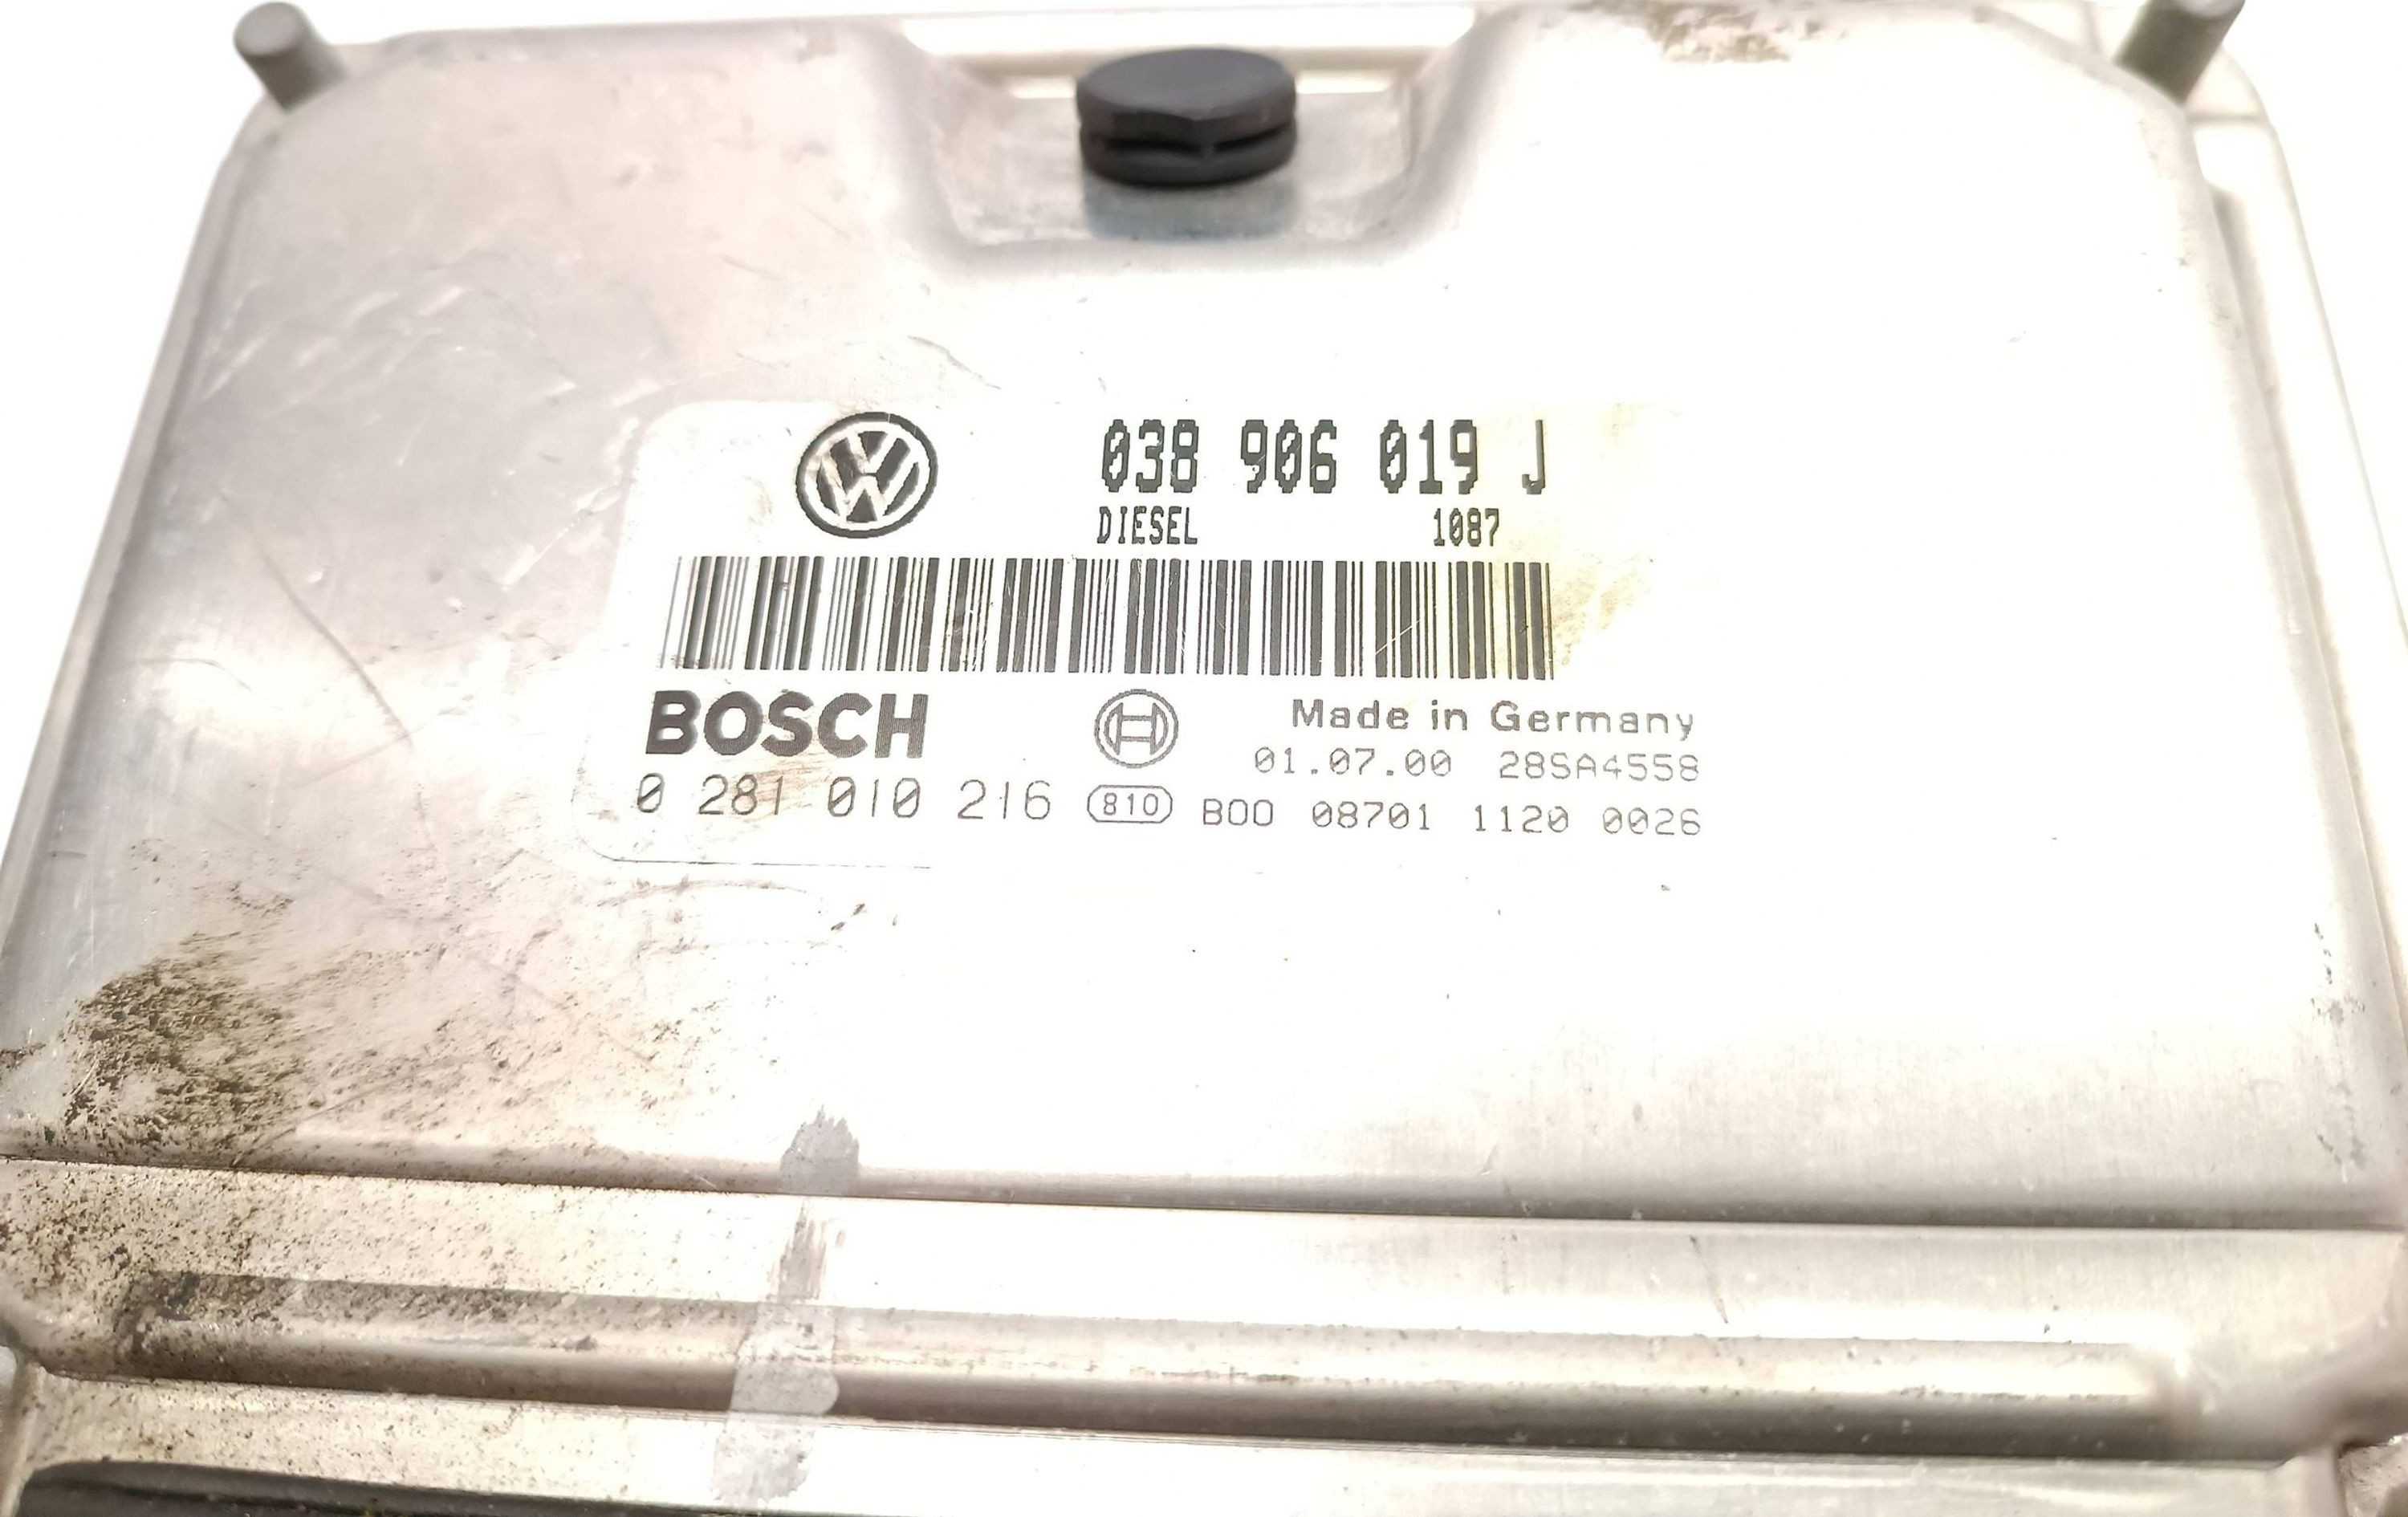 038 906 019 J
DIESEL 1087
BOSCH
Made in Germany
01.07.00 28SA4558
0 281 010 216 810 B00 08701 1120 0026